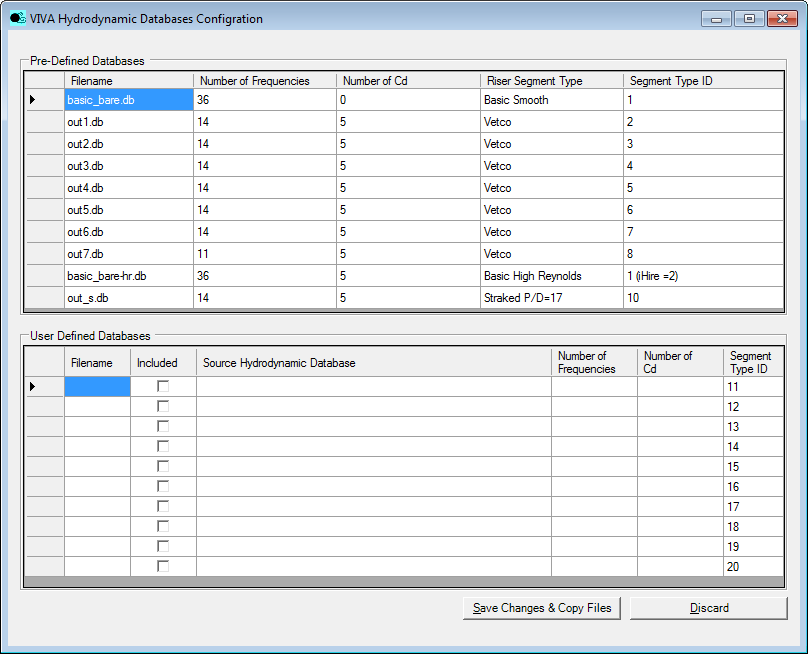 VIVA Hydrodynamic Databases Configration
Pre-Defined Databases
Filename Number of Frequencies Number of Cd Riser Segment Type Segment Type ID
basic_bare.db 36 0 Basic Smooth 1
out1.db 14 5 Vetco 2
out2.db 14 5 Vetco 3
out3.db 14 5 Vetco 4
out4.db 14 5 Vetco 5
out5.db 14 5 Vetco 6
out6.db 14 5 Vetco 7
out7.db 11 5 Vetco 8
basic_bare-hr.db 36 5 Basic High Reynolds 1 (iHire =2)
out_s.db 14 5 Straked P/D=17 10
User Defined Databases
Filename Included Source Hydrodynamic Database Number of Frequencies Number of Cd Segment Type ID
11
12
13
14
15
16
17
18
19
20
Save Changes & Copy Files Discard